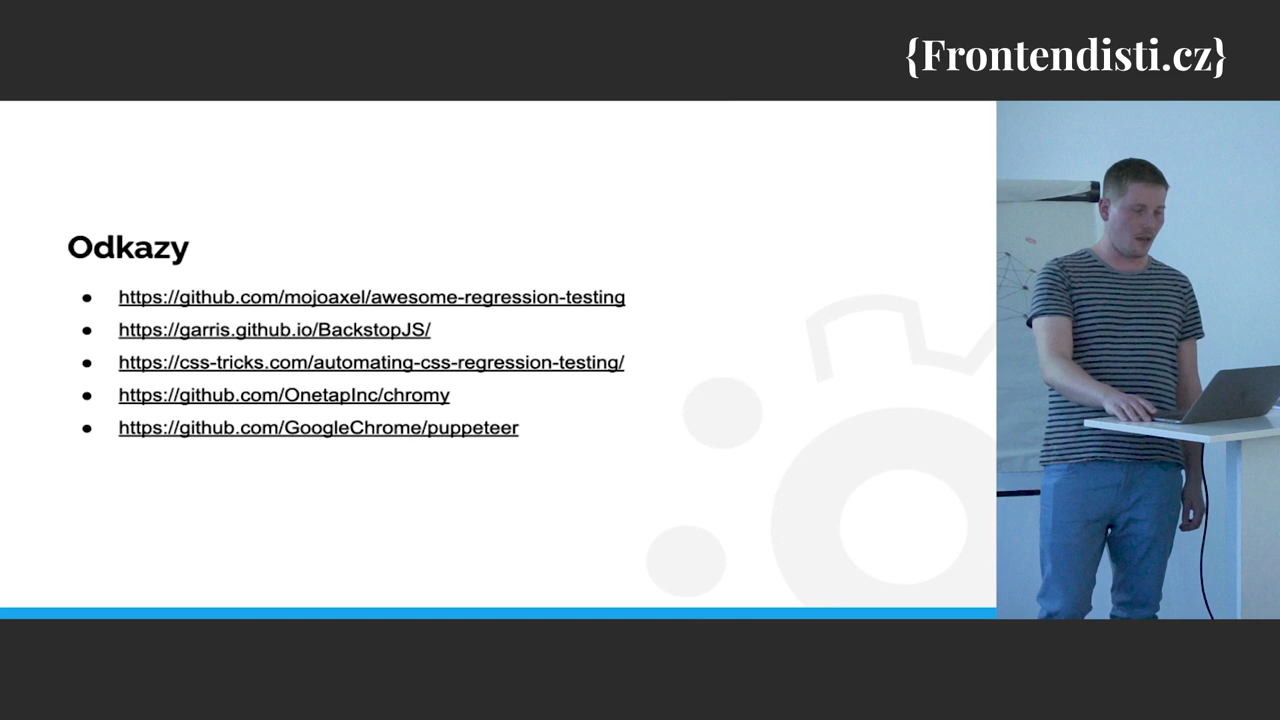 {Frontendisti.cz}
Odkazy
● https://github.com/mojoaxel/awesome-regression-testing
● https://garris.github.io/BackstopJS/
● https://css-tricks.com/automating-css-regression-testing/
● https://github.com/OnetapInc/chromy
● https://github.com/GoogleChrome/puppeteer